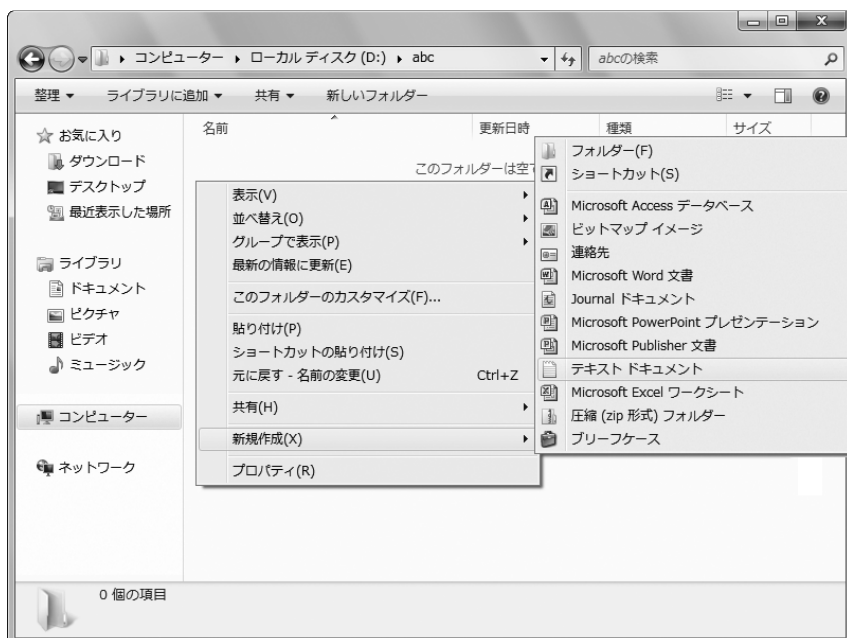 コンピューター ▸ ローカル ディスク (D:) ▸ abc
abcの検索
整理 ライブラリに追加 共有 新しいフォルダー
お気に入り
ダウンロード
デスクトップ
最近表示した場所
ライブラリ
ドキュメント
ピクチャ
ビデオ
ミュージック
コンピューター
ネットワーク
名前 更新日時 種類 サイズ
このフォルダーは空で
表示(V)
並べ替え(O)
グループで表示(P)
最新の情報に更新(E)
このフォルダーのカスタマイズ(F)...
貼り付け(P)
ショートカットの貼り付け(S)
元に戻す - 名前の変更(U) Ctrl+Z
共有(H)
新規作成(X)
プロパティ(R)
フォルダー(F)
ショートカット(S)
Microsoft Access データベース
ビットマップ イメージ
連絡先
Microsoft Word 文書
Journal ドキュメント
Microsoft PowerPoint プレゼンテーション
Microsoft Publisher 文書
テキスト ドキュメント
Microsoft Excel ワークシート
圧縮 (zip 形式) フォルダー
ブリーフケース
0 個の項目